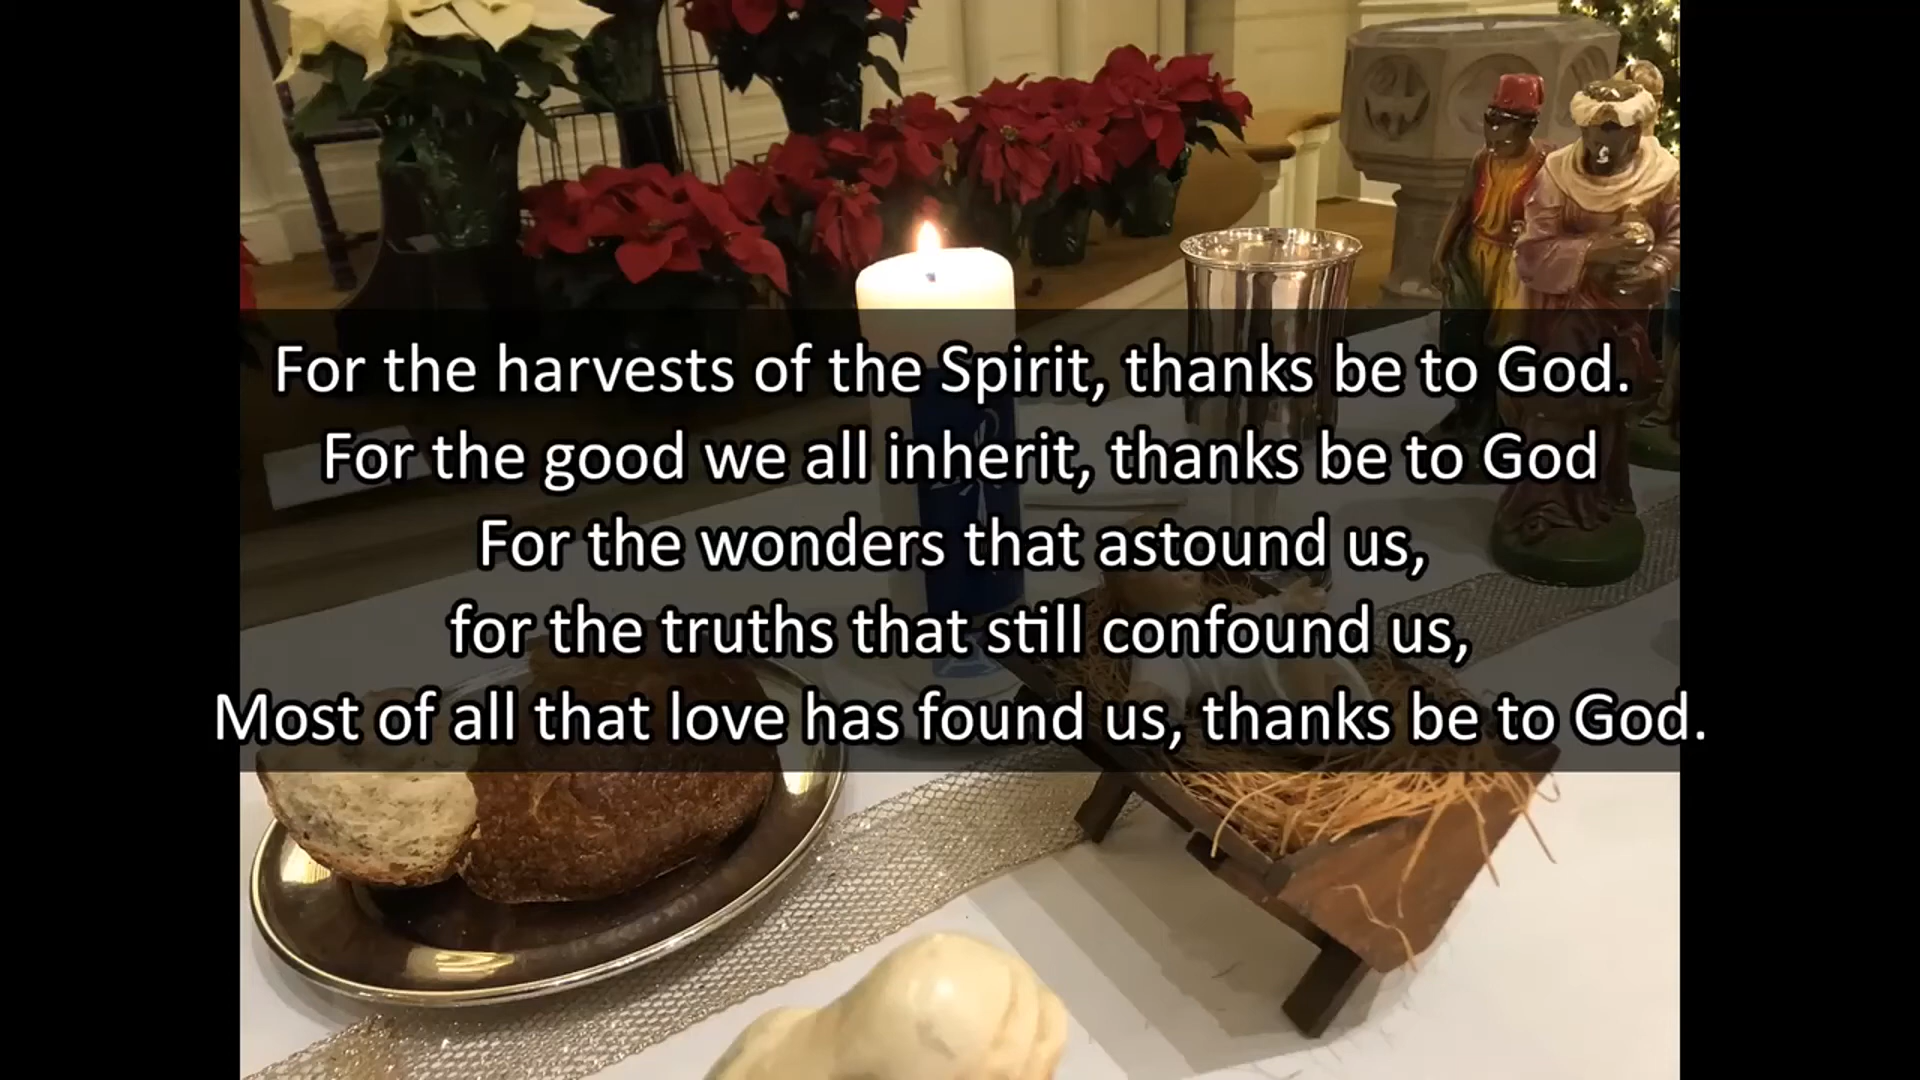 For the harvests of the Spirit, thanks be to God.
For the good we all inherit, thanks be to God
For the wonders that astound us,
for the truths that still confound us,
Most of all that love has found us, thanks be to God.